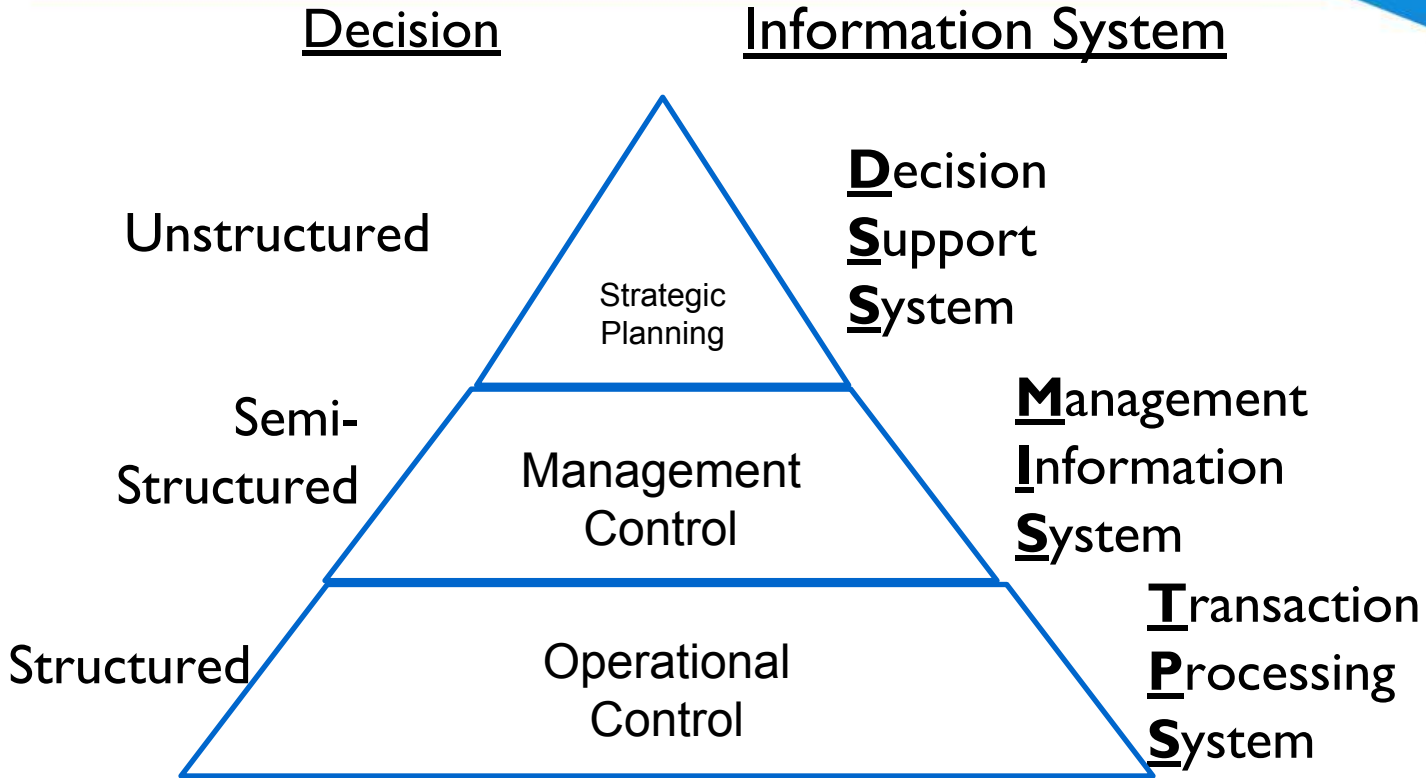 Decision
Information System
Unstructured
Strategic
Planning
Decision
Support
System
Semi-
Structured
Management
Control
Management
Information
System
Structured
Operational
Control
Transaction
Processing
System